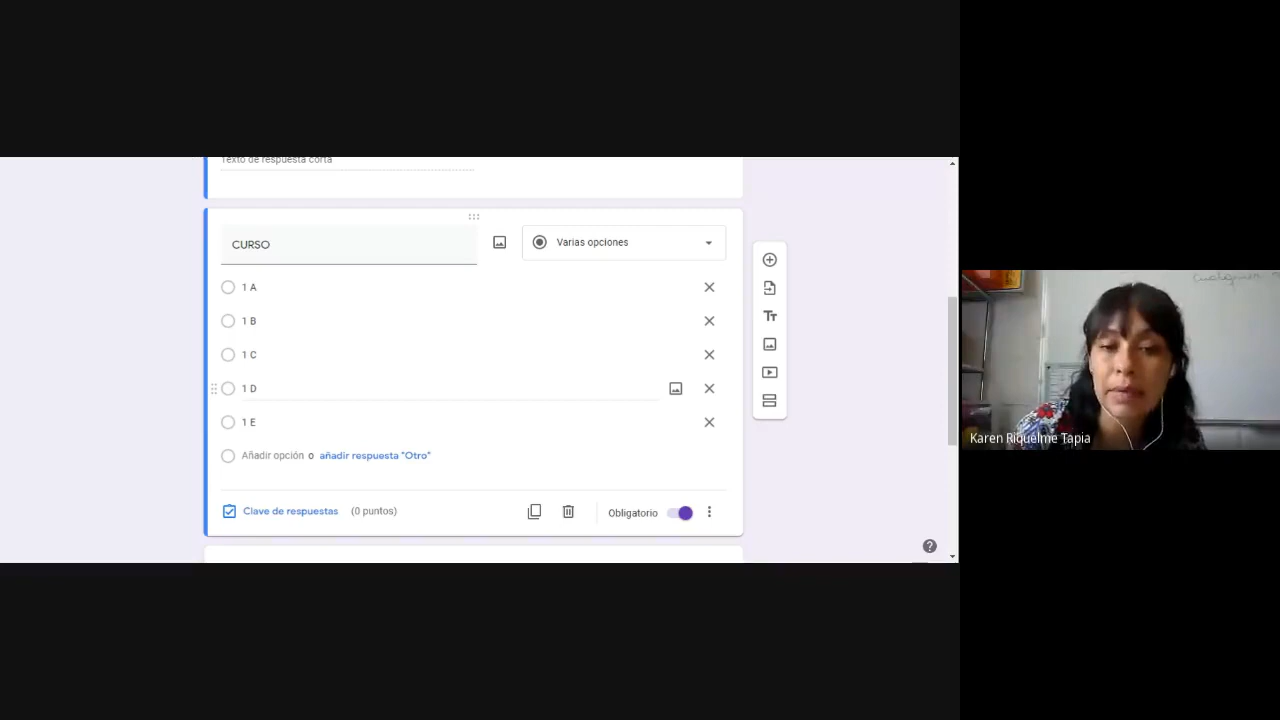 Texto de respuesta corta
CURSO
Varias opciones
1 A
1 B
1 C
1 D
1 E
Añadir opción o añadir respuesta "Otro"
Clave de respuestas (0 puntos)
Obligatorio
Karen Riquelme Tapia